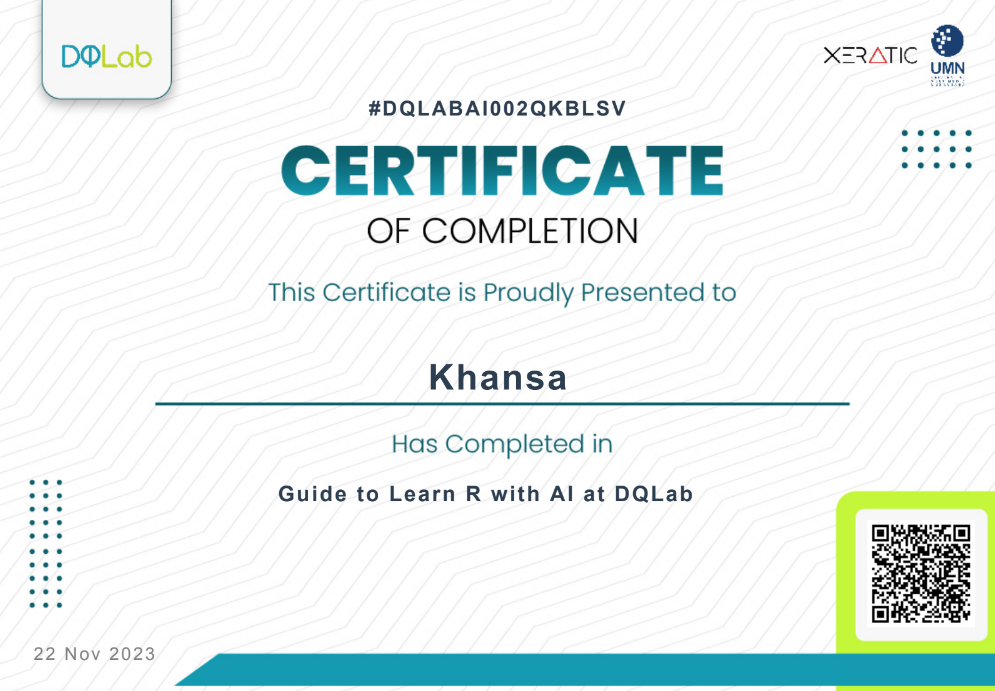 DQLab
XERATIC
UMN
#DQLABAI002QKBLSV
CERTIFICATE
OF COMPLETION
This Certificate is Proudly Presented to
Khansa
Has Completed in
Guide to Learn R with AI at DQLab
22 Nov 2023